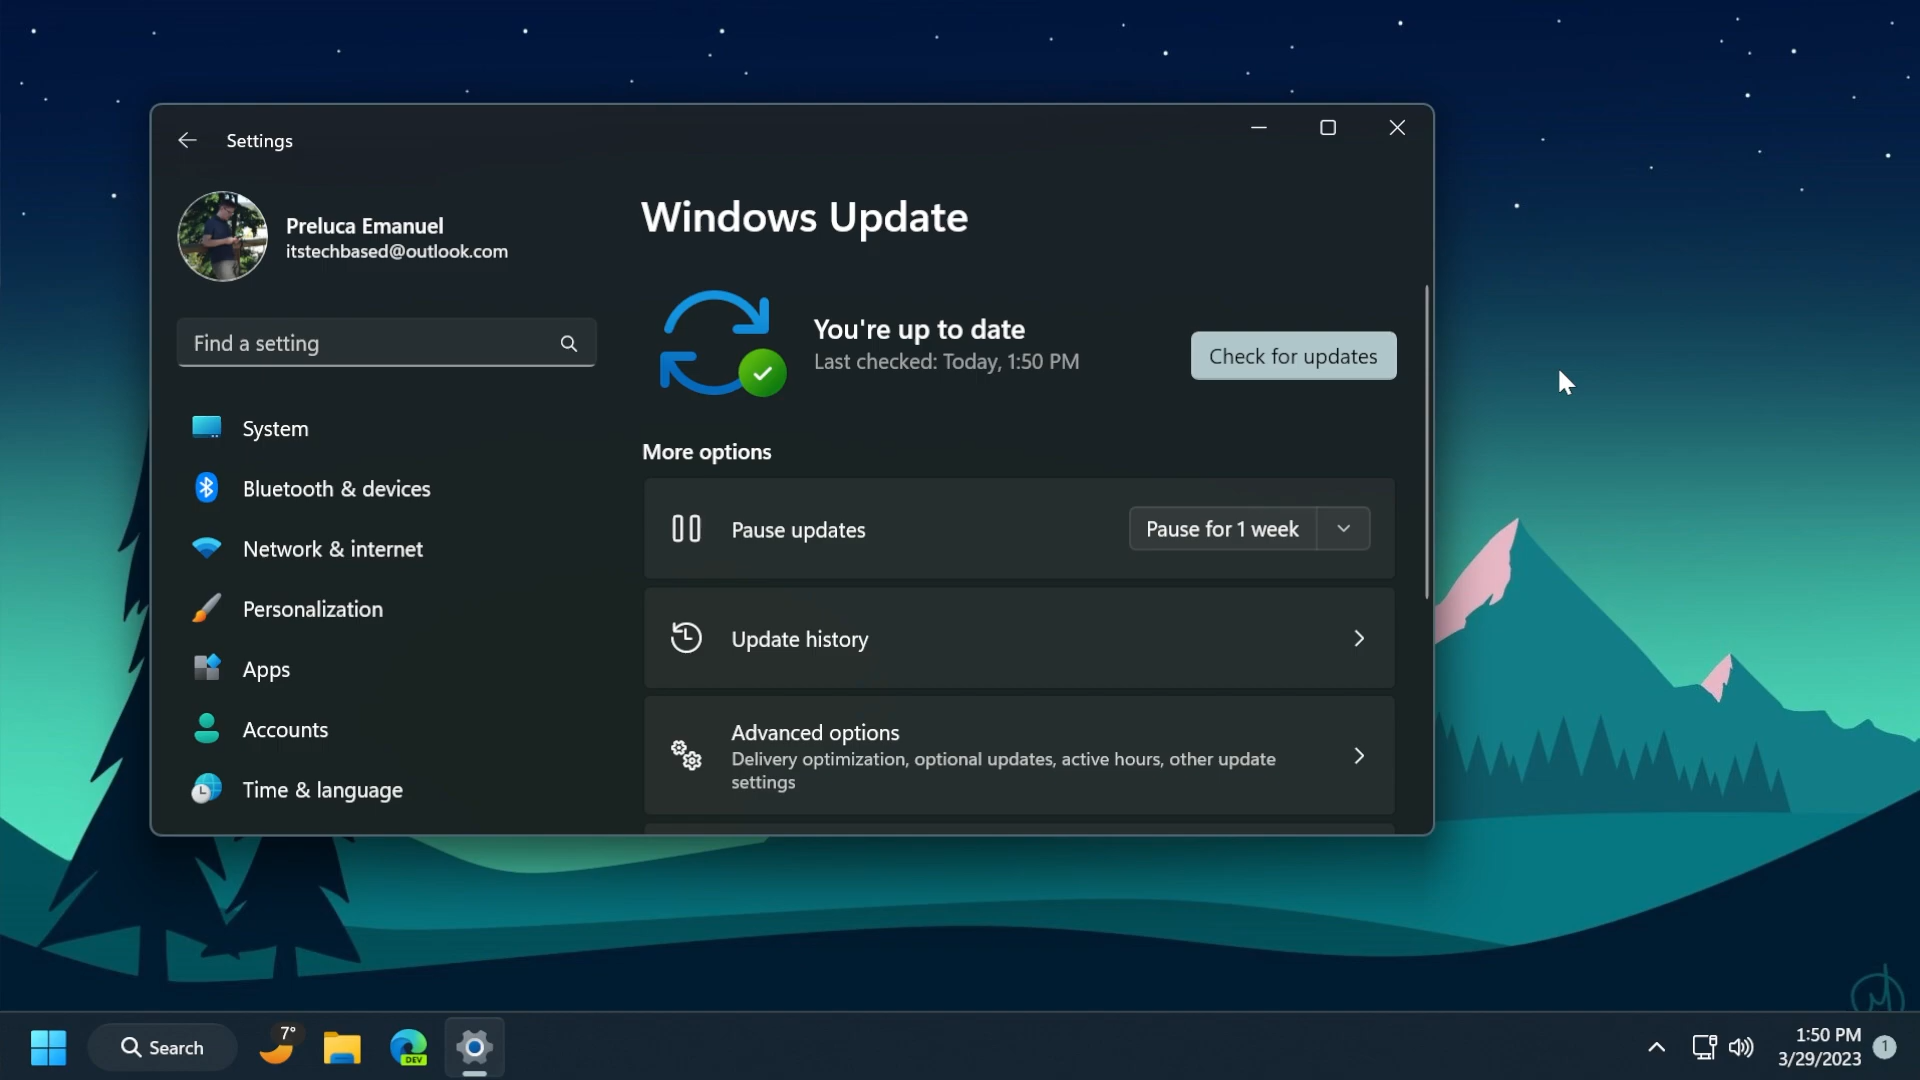 Settings
Preluca Emanuel
itstechbased@outlook.com
Find a setting
System
Bluetooth & devices
Network & internet
Personalization
Apps
Accounts
Time & language
Windows Update
You're up to date
Last checked: Today, 1:50 PM
Check for updates
More options
Pause updates
Pause for 1 week
Update history
Advanced options
Delivery optimization, optional updates, active hours, other update
settings
Search
7°
DEV
1:50 PM
3/29/2023
1